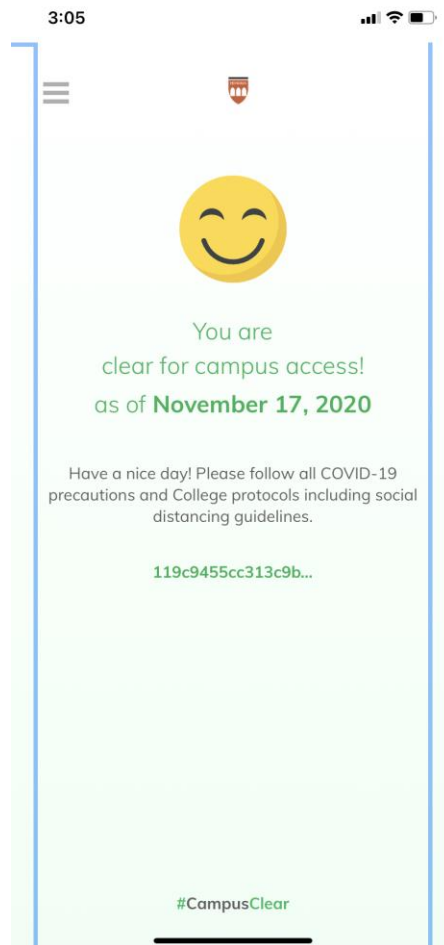 3:05
You are
clear for campus access!
as of November 17, 2020
Have a nice day! Please follow all COVID-19
precautions and College protocols including social
distancing guidelines.
119c9455cc313c9b...
#CampusClear